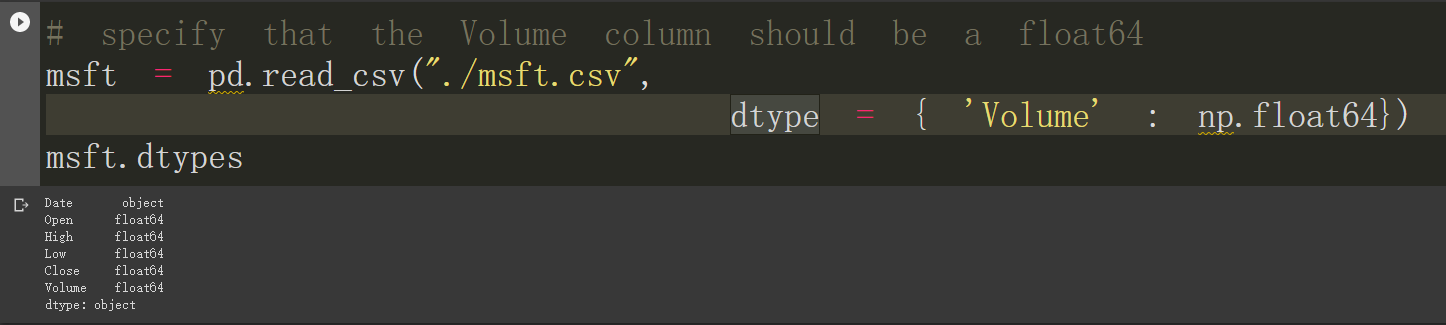 # specify that the Volume column should be a float64
msft = pd.read_csv("./msft.csv",
dtype = { 'Volume' : np.float64})
msft.dtypes
Date object
Open float64
High float64
Low float64
Close float64
Volume float64
dtype: object